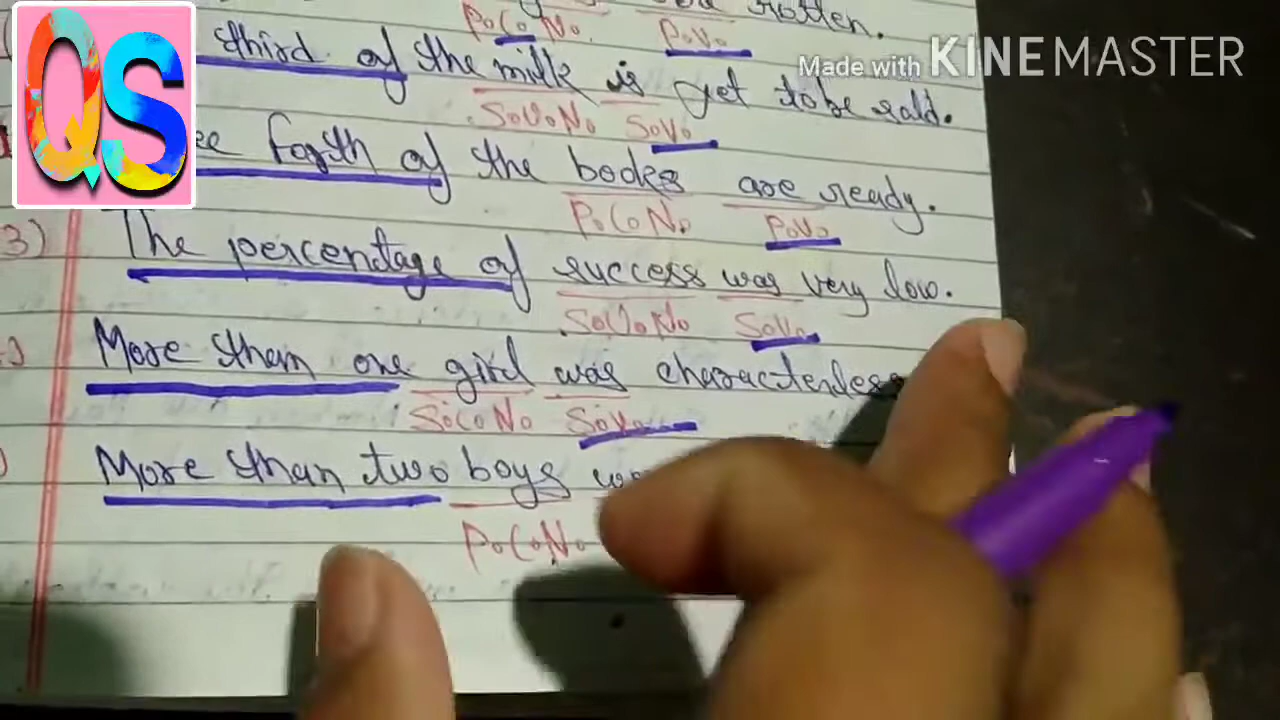 rotten.
P.C.N. P.V.
third of the milk is yet to be sold.
S.U.N. S.V.
forth of the books are ready.
P.C.N. P.V.
3) The percentage of success was very low.
S.U.N. S.V.
More than one girl was characterless
S.C.N. S.V.
More than two boys
P.C.N.
QS
Made with KINEMASTER